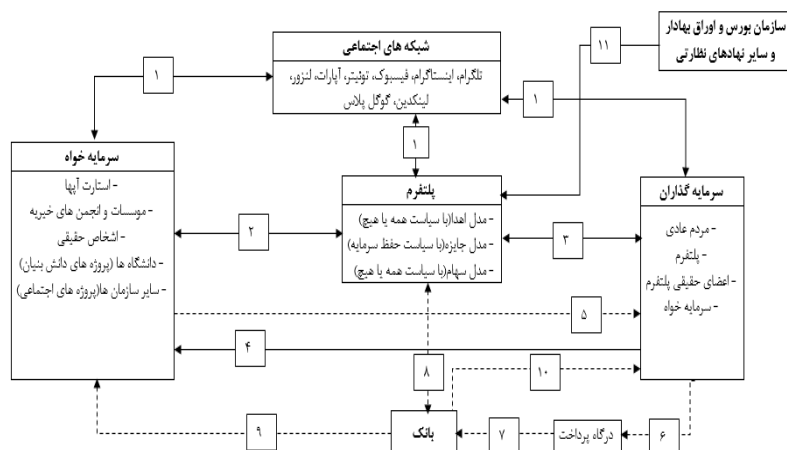 سازمان بورس و اوراق بهادار
و سایر نهادهای نظارتی
۱۱
شبکه های اجتماعی
تلگرام، اینستاگرام، فیسبوک، توئیتر، آپارات، لنزور،
لینکدین، گوگل پلاس
۱
۱
۱
سرمایه گذاران
- مردم عادی
- پلتفرم
- اعضای حقیقی پلتفرم
- سرمایه خواه
پلتفرم
- مدل اهدا(با سیاست همه یا هیچ)
- مدل جایزه(با سیاست حفظ سرمایه)
- مدل سهام(با سیاست همه یا هیچ)
سرمایه خواه
- استارت آپها
- موسسات و انجمن های خیریه
- اشخاص حقیقی
- دانشگاه ها (پروژه های دانش بنیان)
- سایر سازمان ها(پروژه های اجتماعی)
۳
۲
۵
۴
۱۰
۸
۶
درگاه پرداخت
۷
بانک
۹